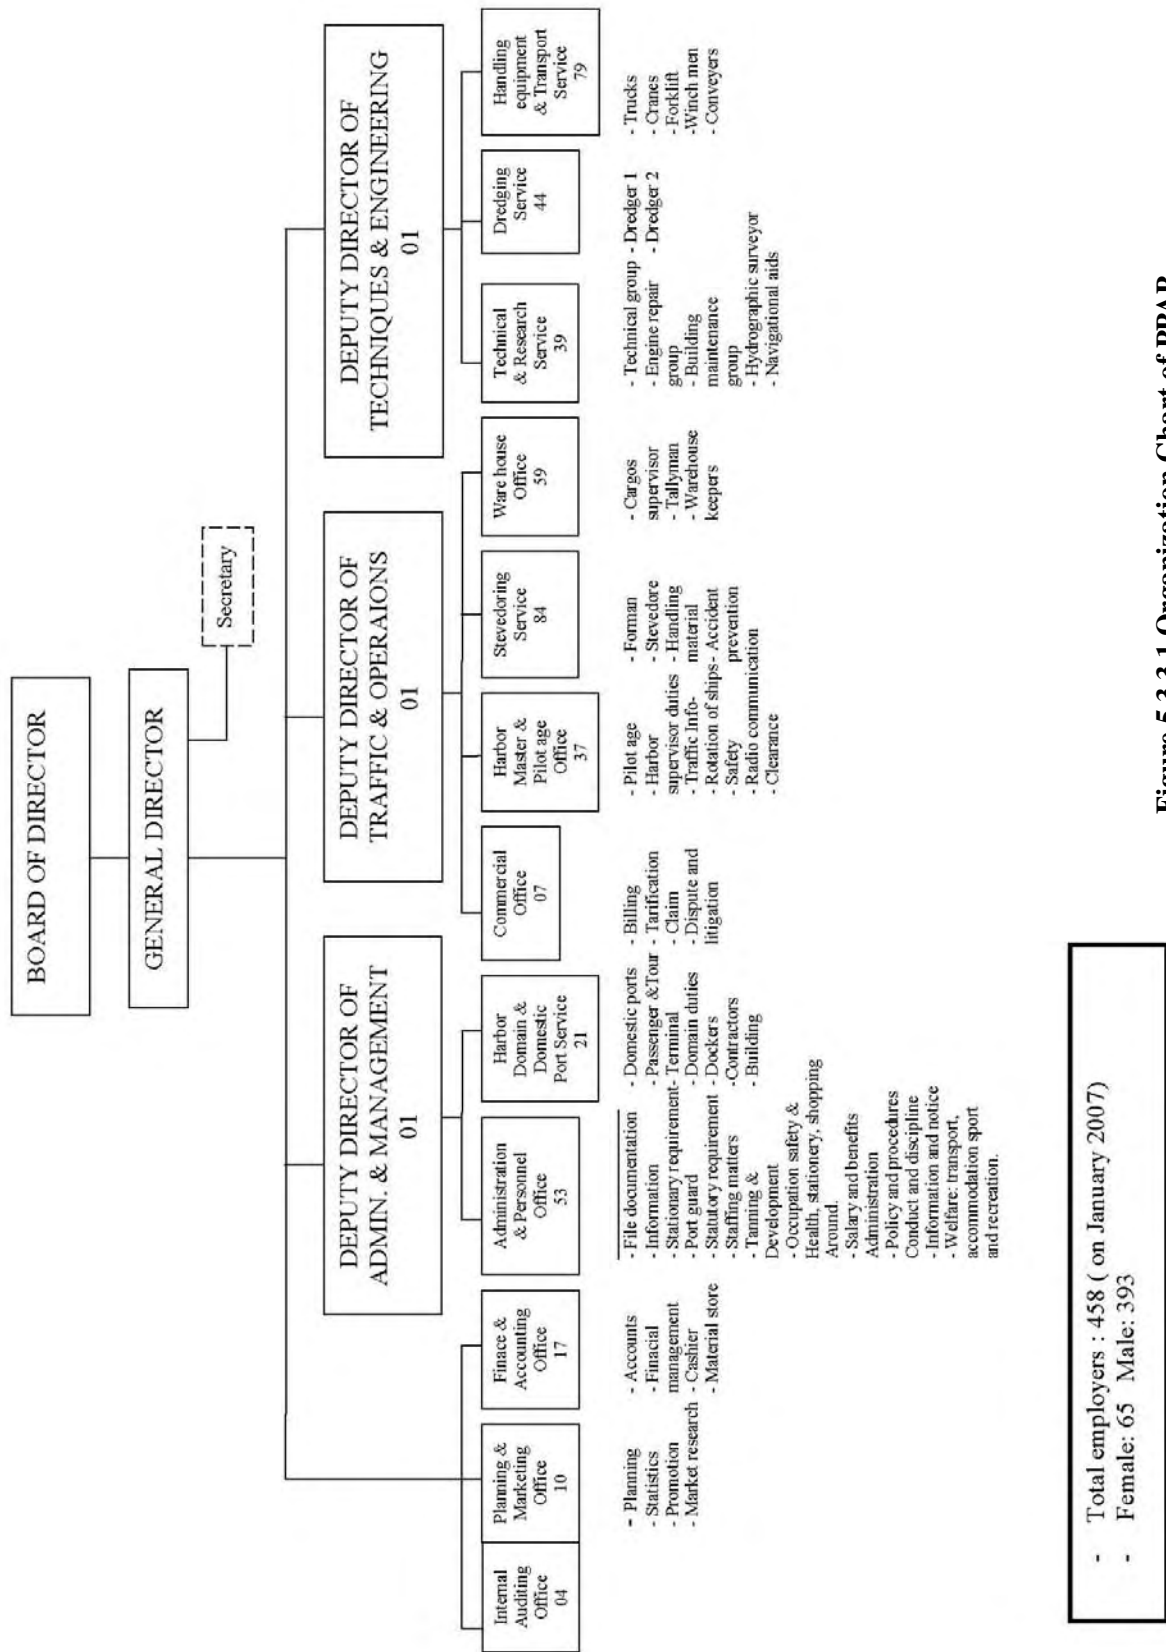 BOARD OF DIRECTOR
GENERAL DIRECTOR
Secretary
DEPUTY DIRECTOR OF
ADMIN. & MANAGEMENT
01
DEPUTY DIRECTOR OF
TRAFFIC & OPERAIONS
01
DEPUTY DIRECTOR OF
TECHNIQUES & ENGINEERING
01
Internal
Auditing
Office
04
Planning &
Marketing
Office
10
Finace &
Accounting
Office
17
Administration
& Personnel
Office
53
Harbor
Domain &
Domestic
Port Service
21
Commercial
Office
07
Harbor
Master &
Pilot age
Office
37
Stevedoring
Service
84
Ware house
Office
59
Technical
& Research
Service
39
Dredging
Service
44
Handling
equipment
& Transport
Service
79
- Planning
- Statistics
- Promotion
- Market research
- Accounts
- Finacial
management
- Cashier
- Material store
- File documentation
- Information
- Stationary requirement
- Port guard
- Statutory requirement
- Staffing matters
- Tanning &
Development
- Occupation safety &
Health, stationery, shopping
Around.
- Salary and benefits
Administration
- Policy and procedures
Conduct and discipline
- Information and notice
- Welfare: transport,
accommodation sport
and recreation.
- Domestic ports
- Passenger &Tour
- Terminal
- Domain duties
- Dockers
-Contractors
- Building
- Billing
- Tarification
- Claim
- Dispute and
litigation
- Pilot age
- Harbor
supervisor duties
- Traffic Info-
- Rotation of ships
- Safety
- Radio communication
- Clearance
- Forman
- Stevedore
- Handling
material
- Accident
prevention
- Cargos
supervisor
- Tallyman
- Warehouse
keepers
- Technical group
- Engine repair
group
- Building
maintenance
group
- Hydrographic surveyor
- Navigational aids
- Dredger 1
- Dredger 2
- Trucks
- Cranes
- Forklift
-Winch men
- Conveyers
- Total employers : 458 ( on January 2007)
- Female: 65 Male: 393
Figure 5.3.3.1 Organization Chart of PPAP